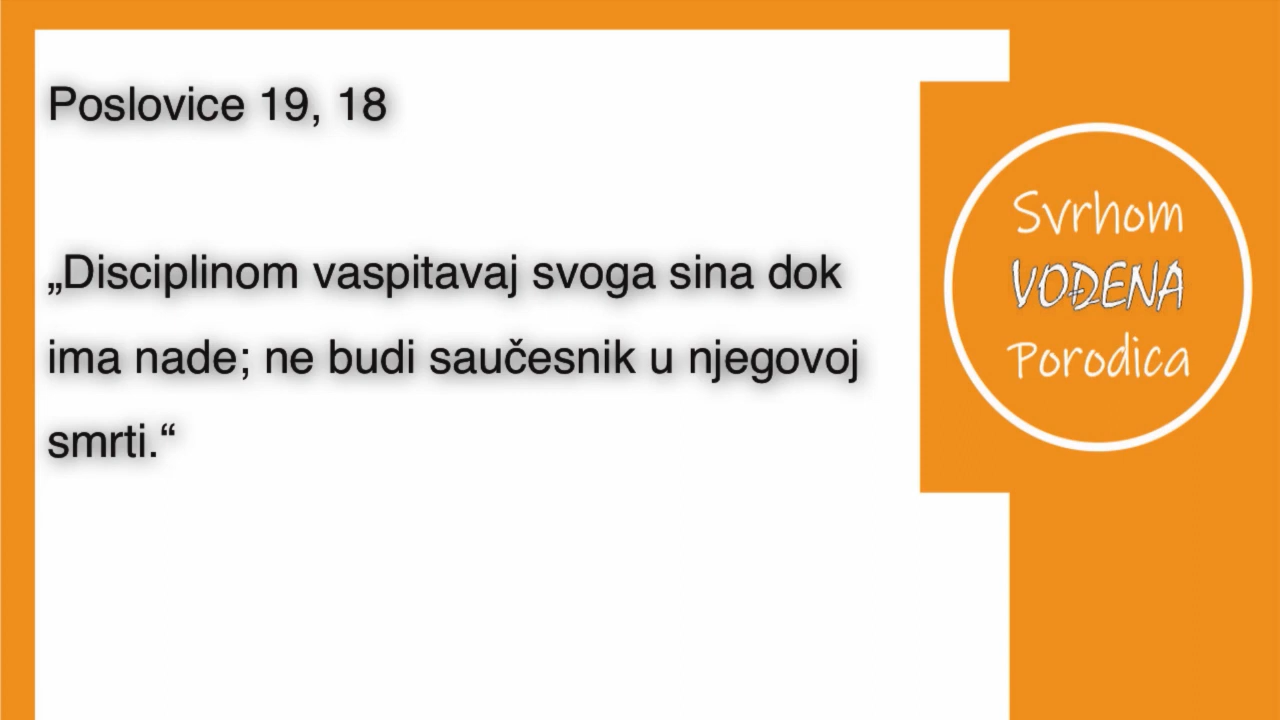 Poslovice 19, 18
„Disciplinom vaspitavaj svoga sina dok
ima nade; ne budi saučesnik u njegovoj
smrti.“
Svrhom
VOĐENA
Porodica